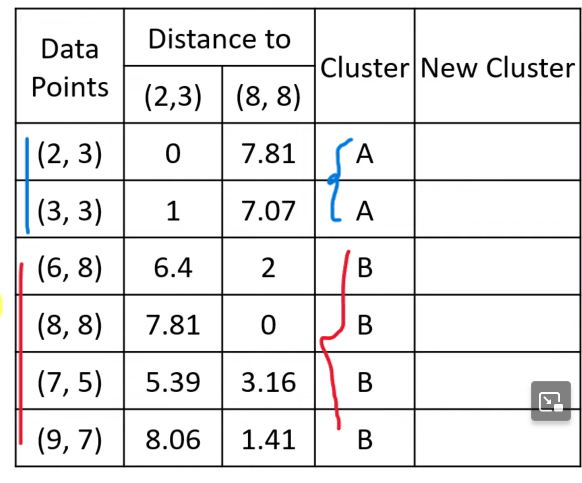 Data Points Distance to Cluster New Cluster
(2,3) (8, 8)
(2, 3) 0 7.81 A
(3, 3) 1 7.07 A
(6, 8) 6.4 2 B
(8, 8) 7.81 0 B
(7, 5) 5.39 3.16 B
(9, 7) 8.06 1.41 B